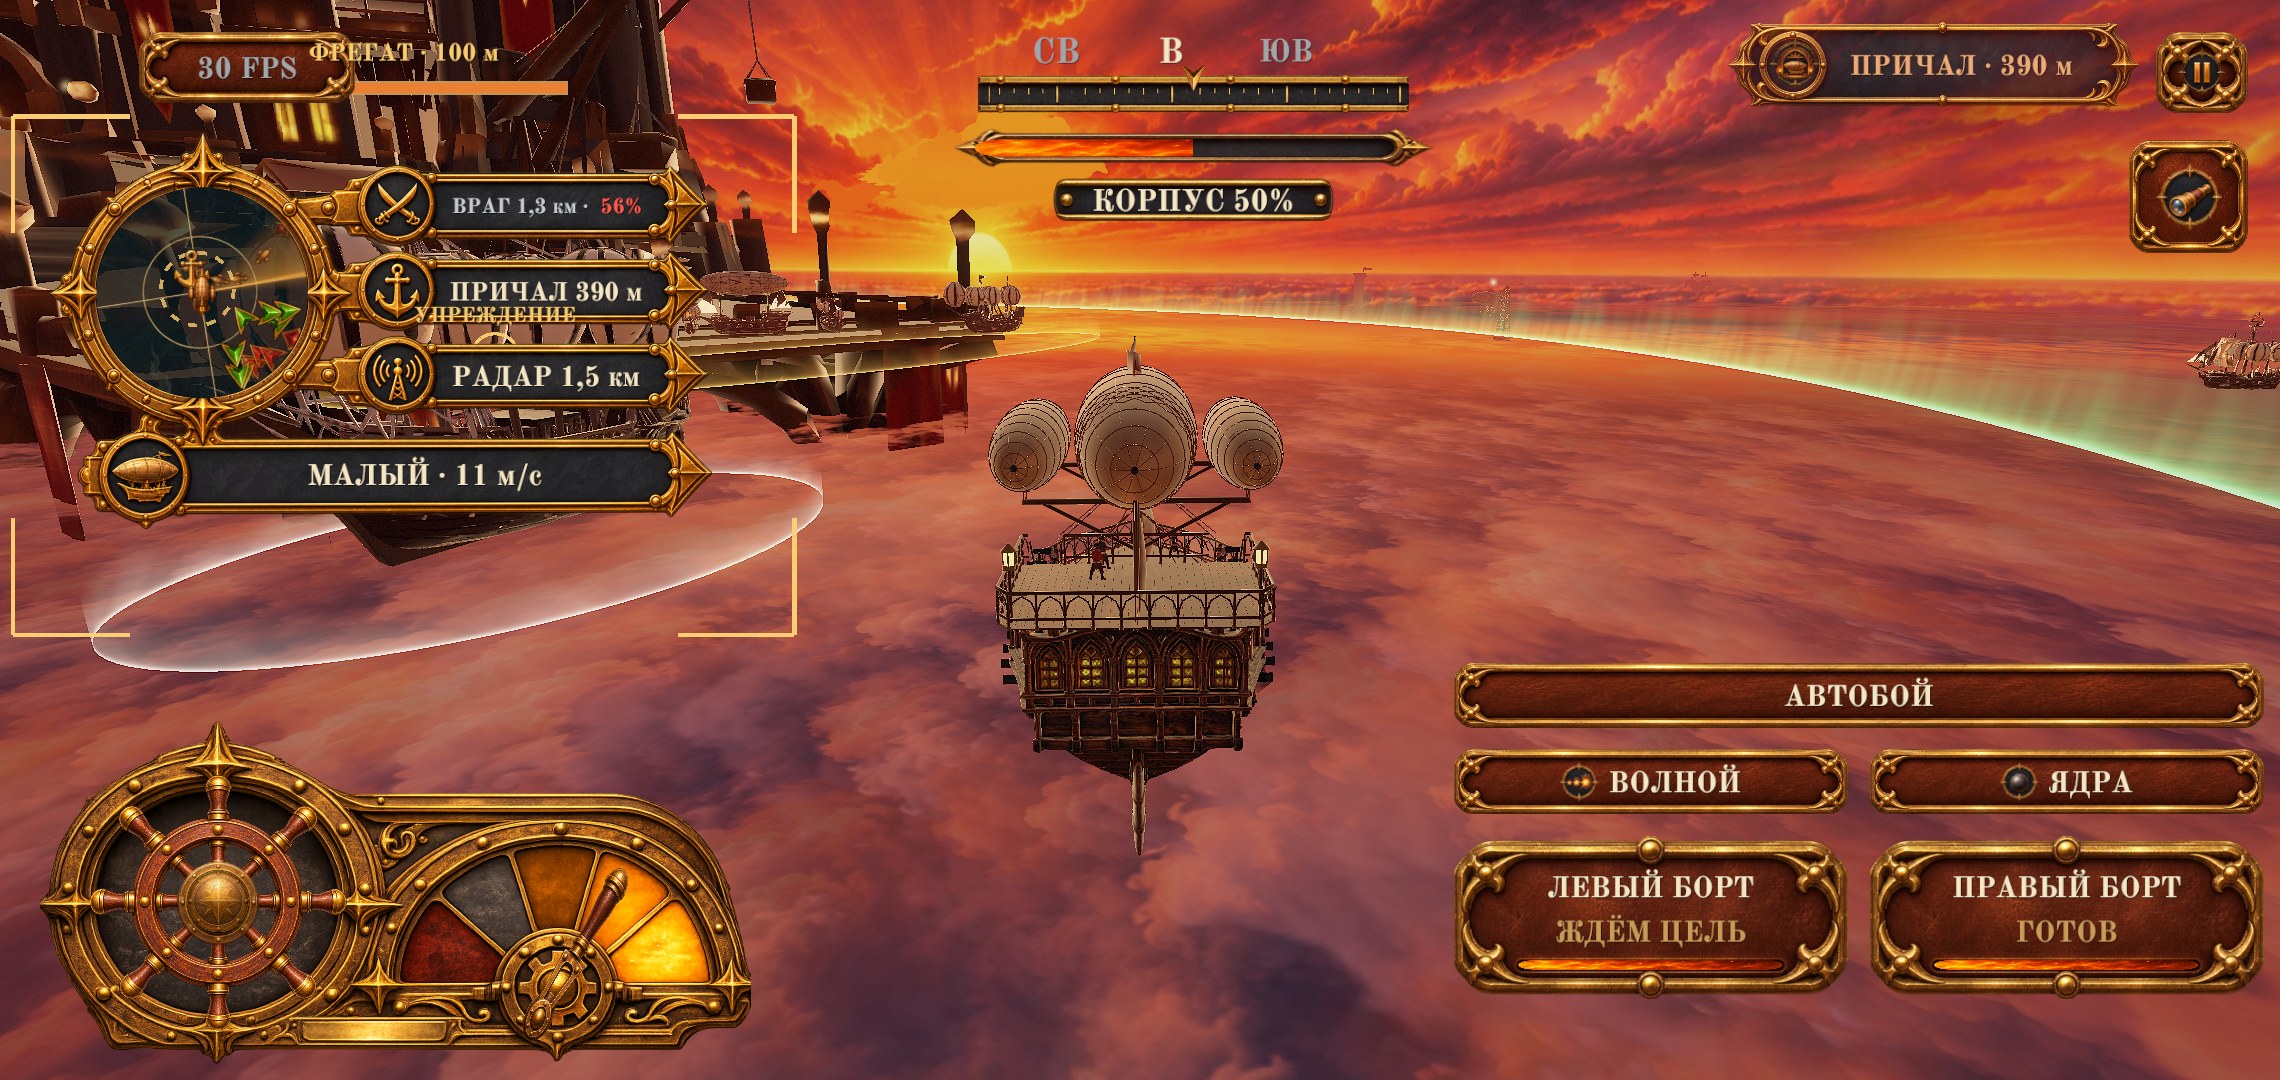 30 FPS
ФРЕГАТ · 100 м
СВ В ЮВ
ПРИЧАЛ · 390 м
КОРПУС 50%
ВРАГ 1,3 км · 56%
ПРИЧАЛ 390 м
УПРЕЖДЕНИЕ
РАДАР 1,5 км
МАЛЫЙ · 11 м/с
АВТОБОЙ
ВОЛНОЙ
ЯДРА
ЛЕВЫЙ БОРТ
ЖДЁМ ЦЕЛЬ
ПРАВЫЙ БОРТ
ГОТОВ